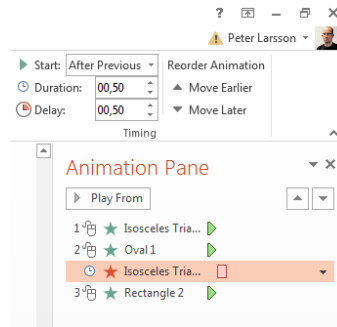 ?
Peter Larsson
Start: After Previous Reorder Animation
Duration: 00,50 Move Earlier
Delay: 00,50 Move Later
Timing
Animation Pane
Play From
1 Isosceles Tria...
2 Oval 1
Isosceles Tria...
3 Rectangle 2